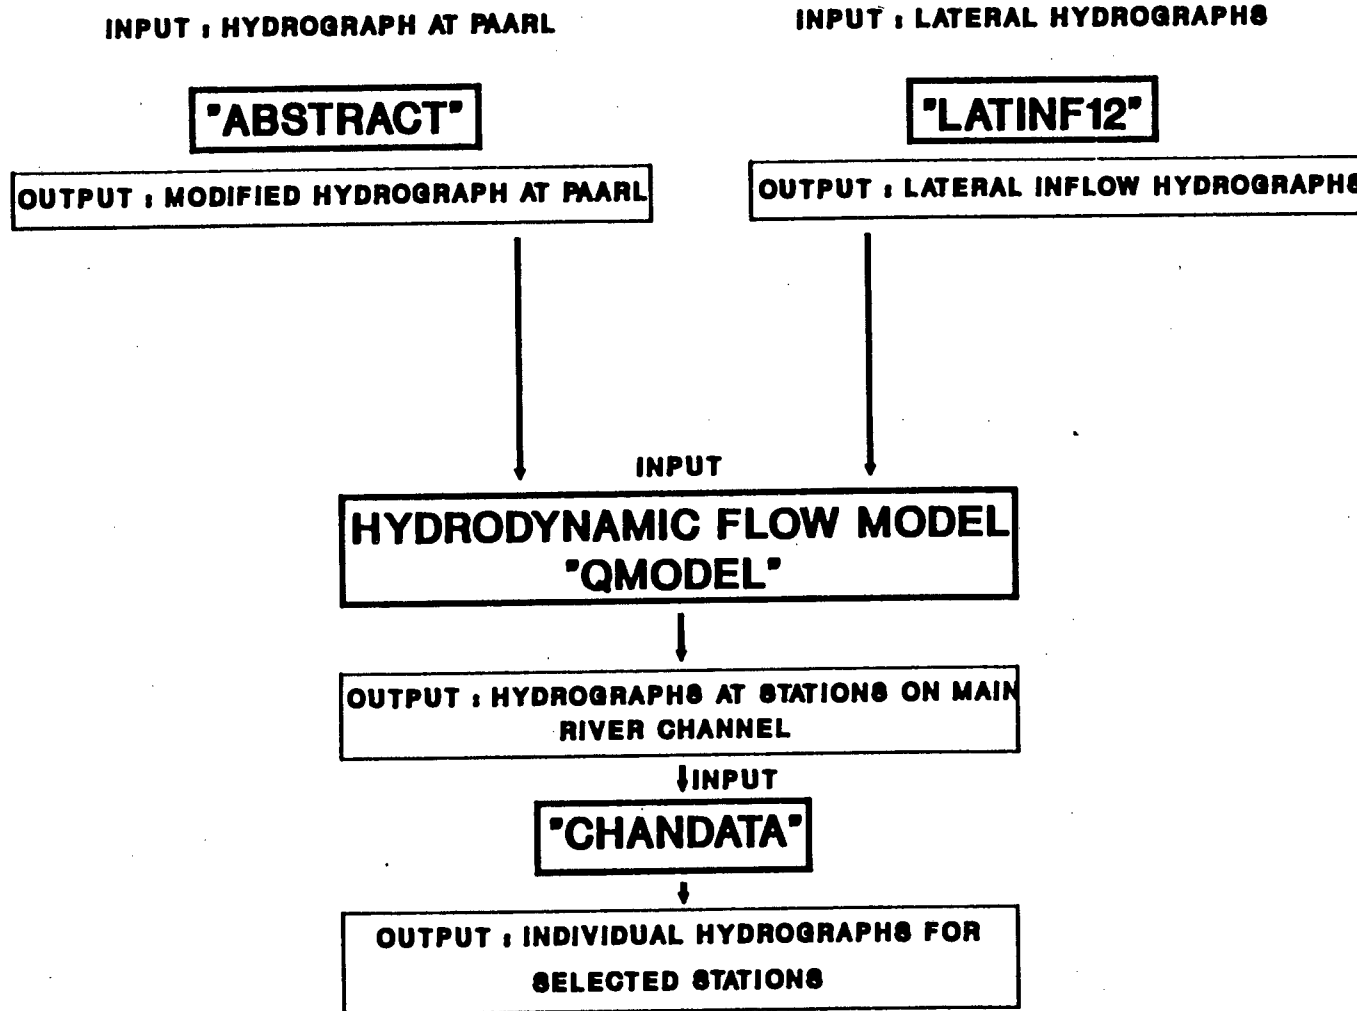 INPUT : HYDROGRAPH AT PAARL
INPUT : LATERAL HYDROGRAPHS
"ABSTRACT"
"LATINF12"
OUTPUT : MODIFIED HYDROGRAPH AT PAARL
OUTPUT : LATERAL INFLOW HYDROGRAPHS
INPUT
HYDRODYNAMIC FLOW MODEL
"QMODEL"
OUTPUT : HYDROGRAPHS AT STATIONS ON MAIN
RIVER CHANNEL
INPUT
"CHANDATA"
OUTPUT : INDIVIDUAL HYDROGRAPHS FOR
SELECTED STATIONS